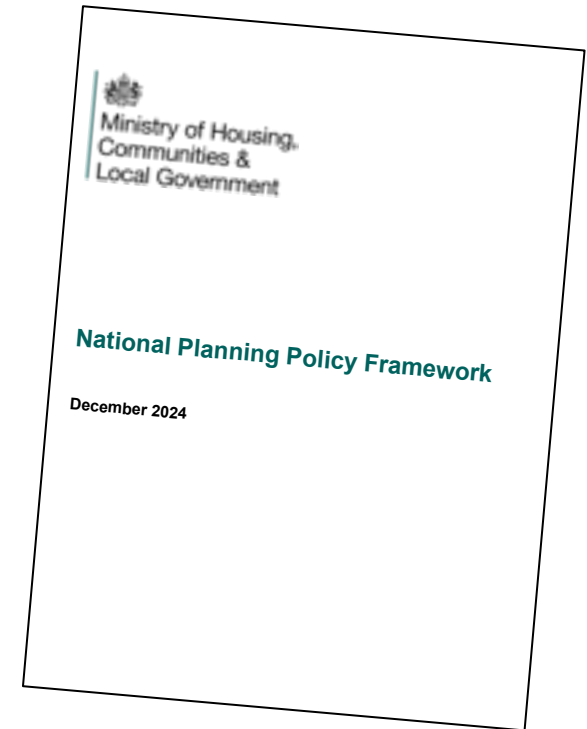 Ministry of Housing,
Communities &
Local Government
National Planning Policy Framework
December 2024